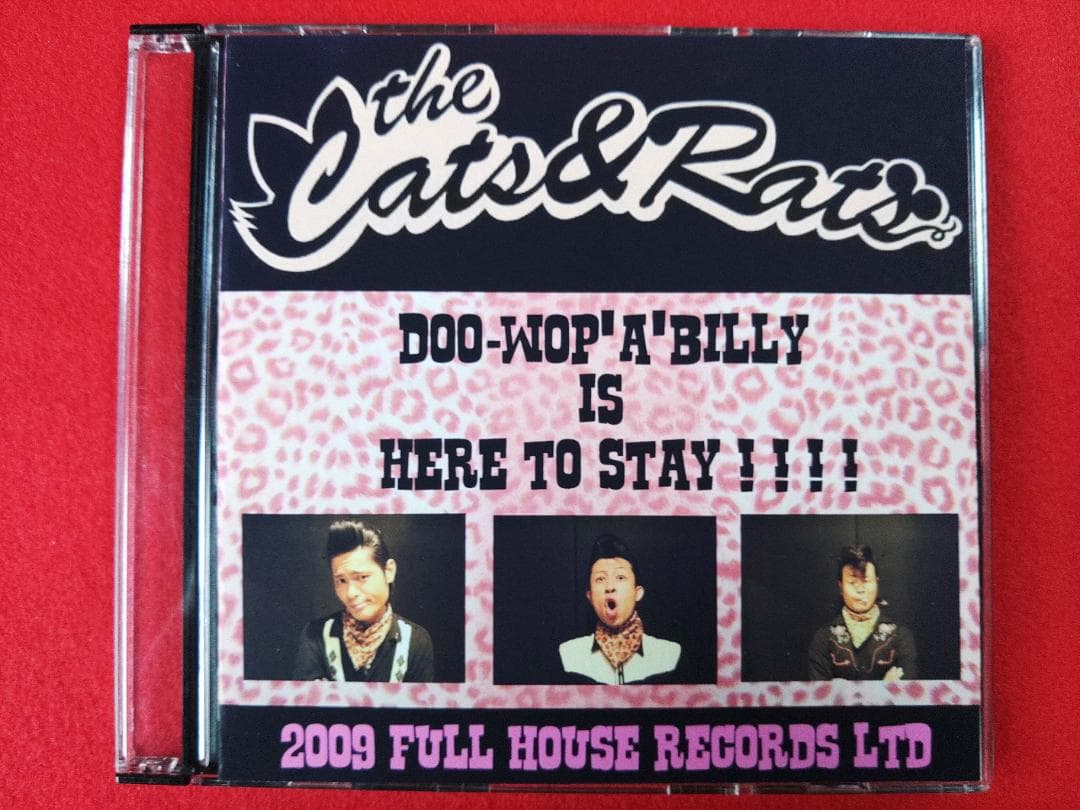 the
Cats&Rats
DOO-WOP'A'BILLY
IS
HERE TO STAY!!!!
2009 FULL HOUSE RECORDS LTD